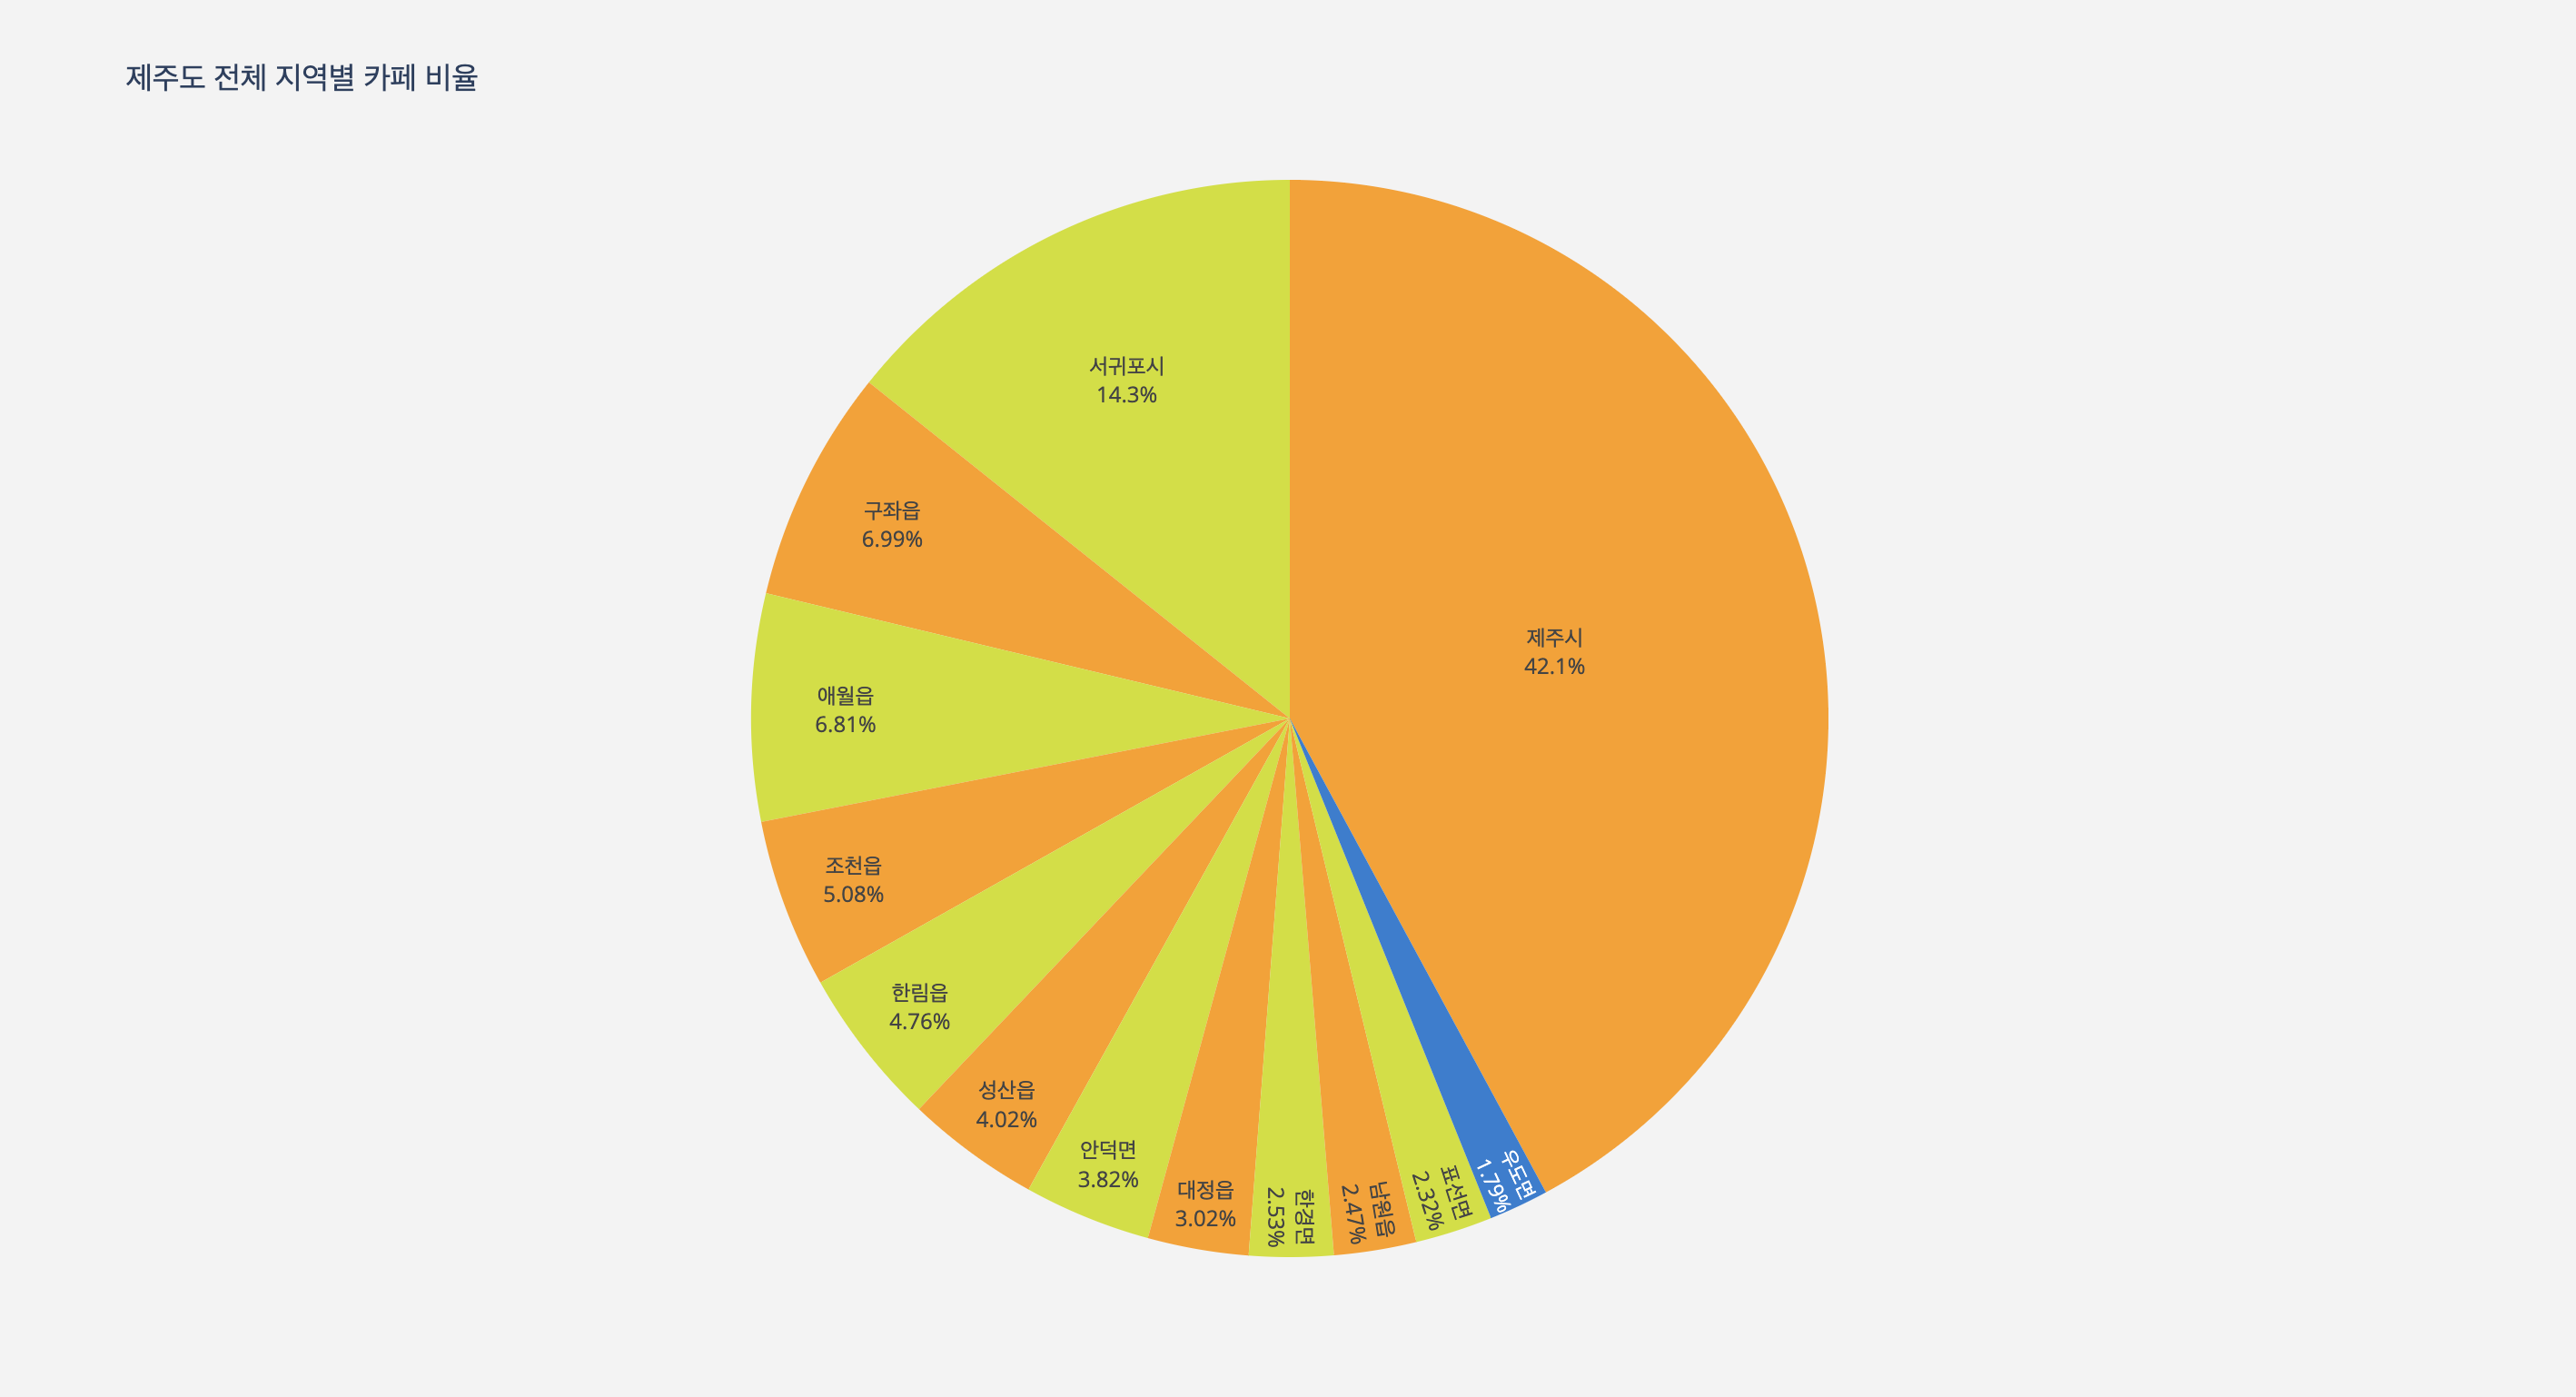 제주도 전체 지역별 카페 비율
서귀포시
14.3%
구좌읍
6.99%
제주시
42.1%
애월읍
6.81%
조천읍
5.08%
한림읍
4.76%
성산읍
4.02%
안덕면
3.82%
대정읍
3.02%
한경면
2.53%
남원읍
2.47%
표선면
2.32%
우도면
1.79%